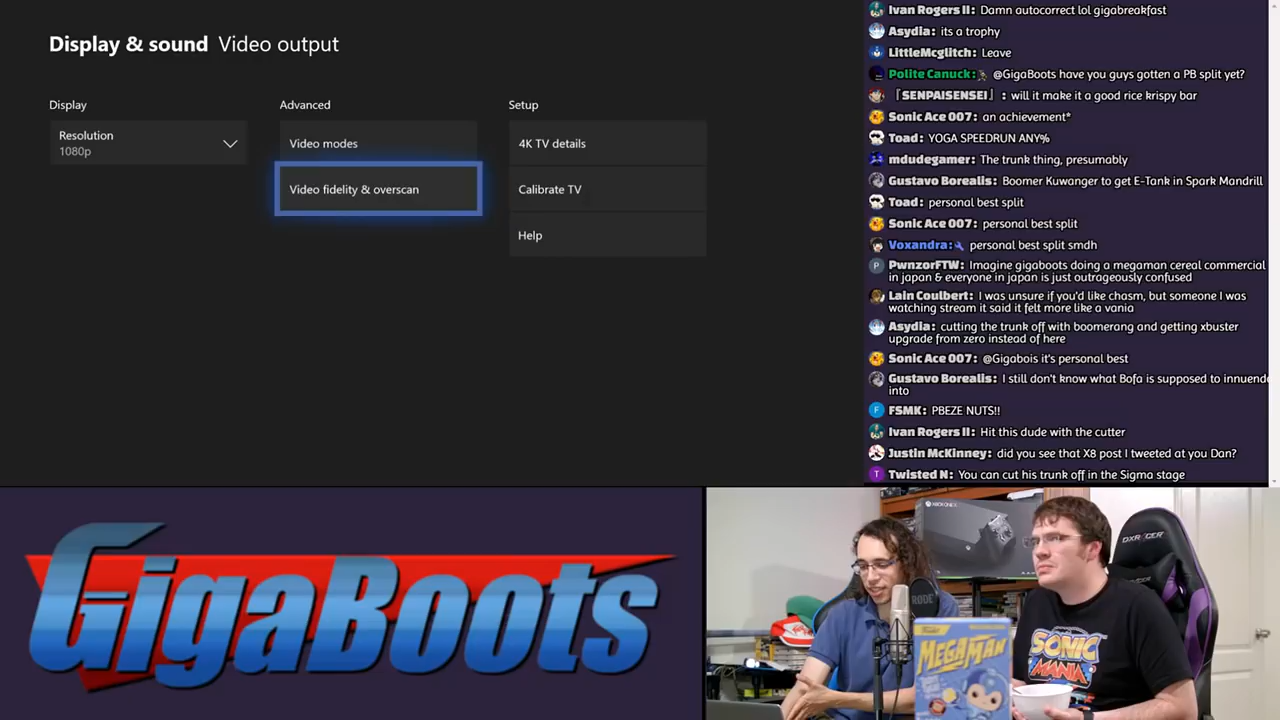 Display & sound Video output
Display
Resolution
1080p
Advanced
Video modes
Video fidelity & overscan
Setup
4K TV details
Calibrate TV
Help
Ivan Rogers II: Damn autocorrect lol gigabreakfast
Asydia: its a trophy
LittleMcglitch: Leave
Polite Canuck: @GigaBoots have you guys gotten a PB split yet?
『SENPAISENSEI』: will it make it a good rice krispy bar
Sonic Ace 007: an achievement*
Toad: YOGA SPEEDRUN ANY%
mdudegamer: The trunk thing, presumably
Gustavo Borealis: Boomer Kuwanger to get E-Tank in Spark Mandrill
Toad: personal best split
Sonic Ace 007: personal best split
Voxandra: personal best split smdh
P PwnzorFTW: Imagine gigaboots doing a megaman cereal commercial
in japan & everyone in japan is just outrageously confused
Lain Coulbert: I was unsure if you'd like chasm, but someone I was
watching stream it said it felt more like a vania
Asydia: cutting the trunk off with boomerang and getting xbuster
upgrade from zero instead of here
Sonic Ace 007: @Gigabois it's personal best
Gustavo Borealis: I still don't know what Bofa is supposed to innuendo
into
F FSMK: PBEZE NUTS!!
Ivan Rogers II: Hit this dude with the cutter
Justin McKinney: did you see that X8 post I tweeted at you Dan?
T Twisted N: You can cut his trunk off in the Sigma stage
GigaBoots
XBOX ONE X
DXRACER
RODE
Funko
MEGAMAN
SONIC
MANIA